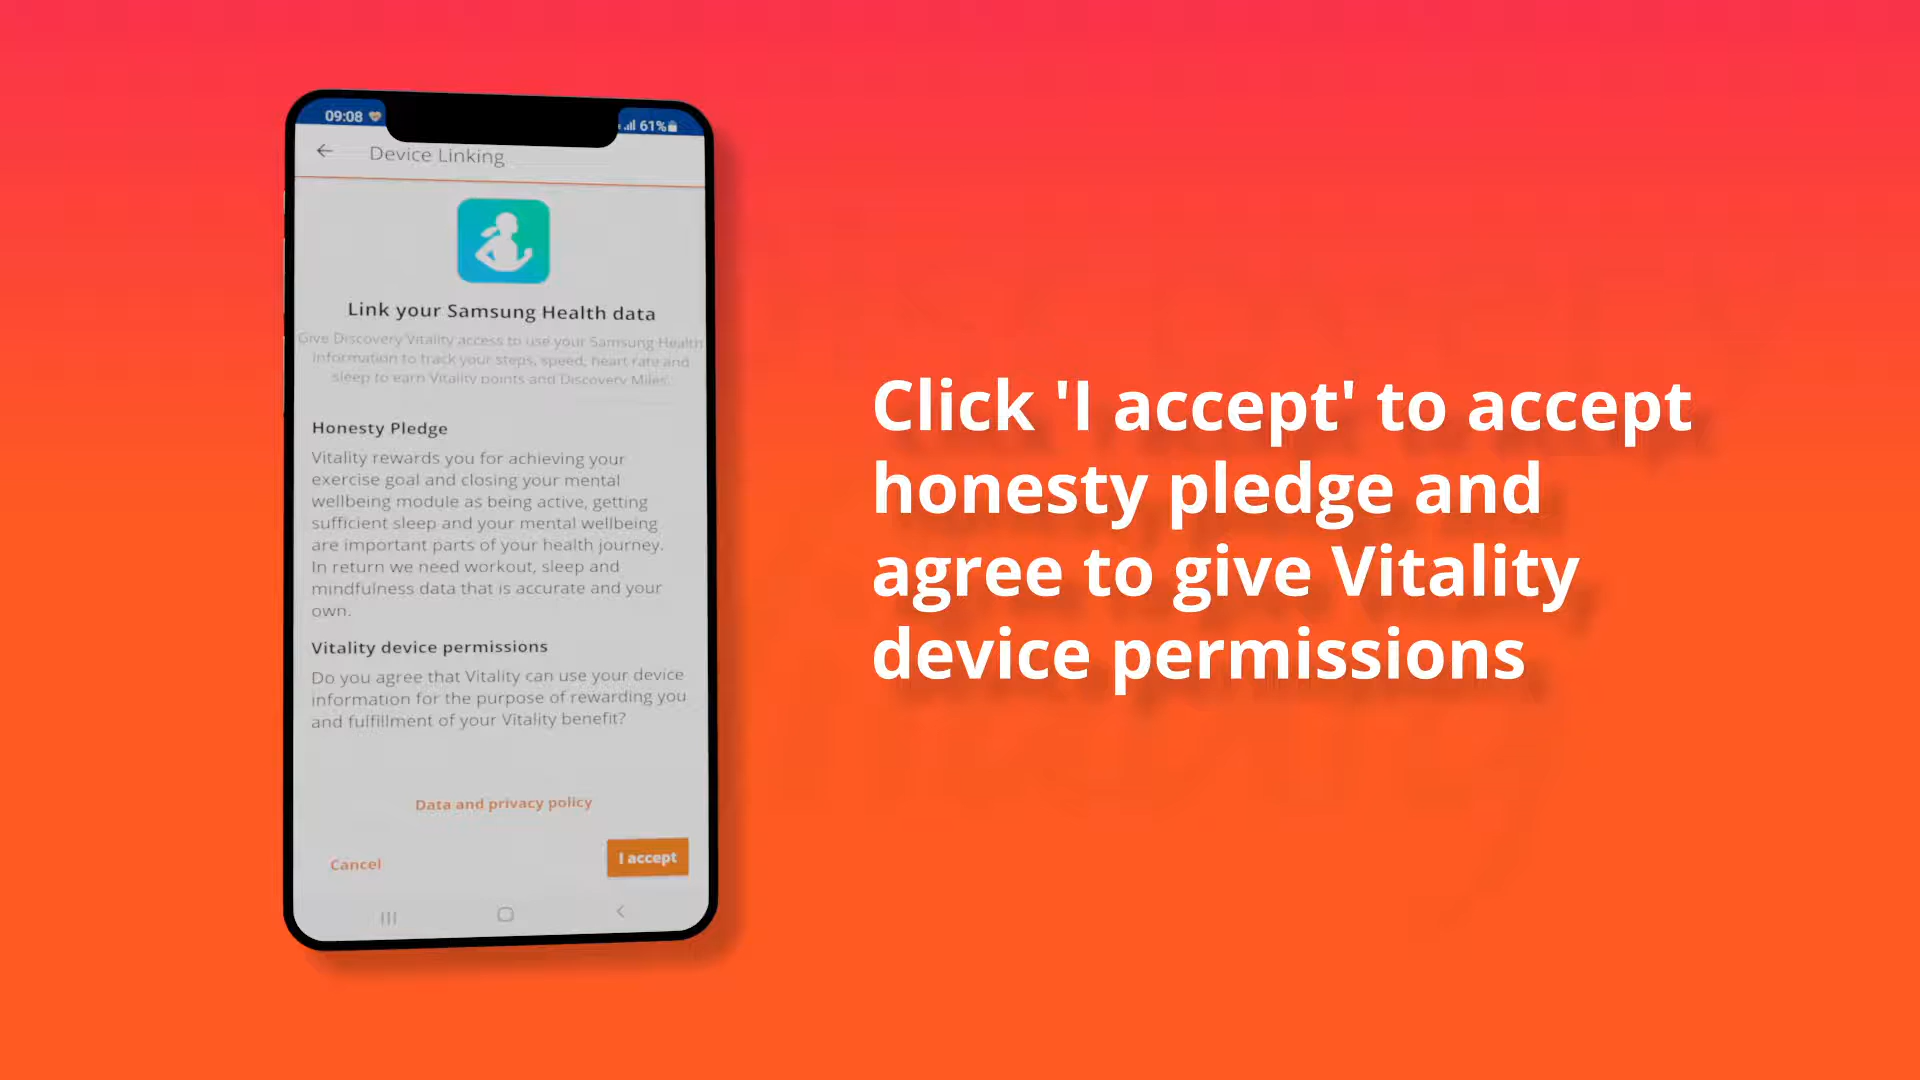 09:08
61%
Device Linking
Link your Samsung Health data
Give Discovery Vitality access to use your Samsung Health
information to track your steps, speed, heart rate and
sleep to earn Vitality points and Discovery Miles.
Honesty Pledge
Vitality rewards you for achieving your
exercise goal and closing your mental
wellbeing module as being active, getting
sufficient sleep and your mental wellbeing
are important parts of your health journey.
In return we need workout, sleep and
mindfulness data that is accurate and your
own.
Vitality device permissions
Do you agree that Vitality can use your device
information for the purpose of rewarding you
and fulfillment of your Vitality benefit?
Data and privacy policy
Cancel
I accept
Click 'I accept' to accept
honesty pledge and
agree to give Vitality
device permissions